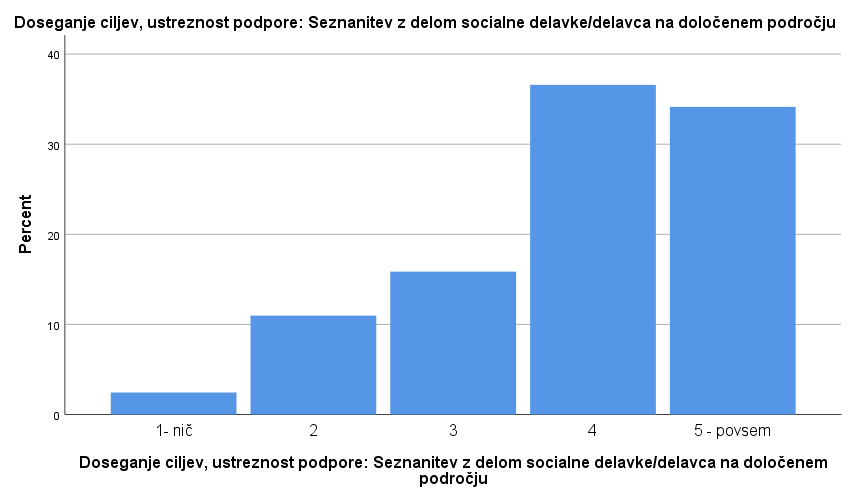 Doseganje ciljev, ustreznost podpore: Seznanitev z delom socialne delavke/delavca na določenem področju
40
30
20
10
0
Percent
1- nič
2
3
4
5 - povsem
Doseganje ciljev, ustreznost podpore: Seznanitev z delom socialne delavke/delavca na določenem
področju